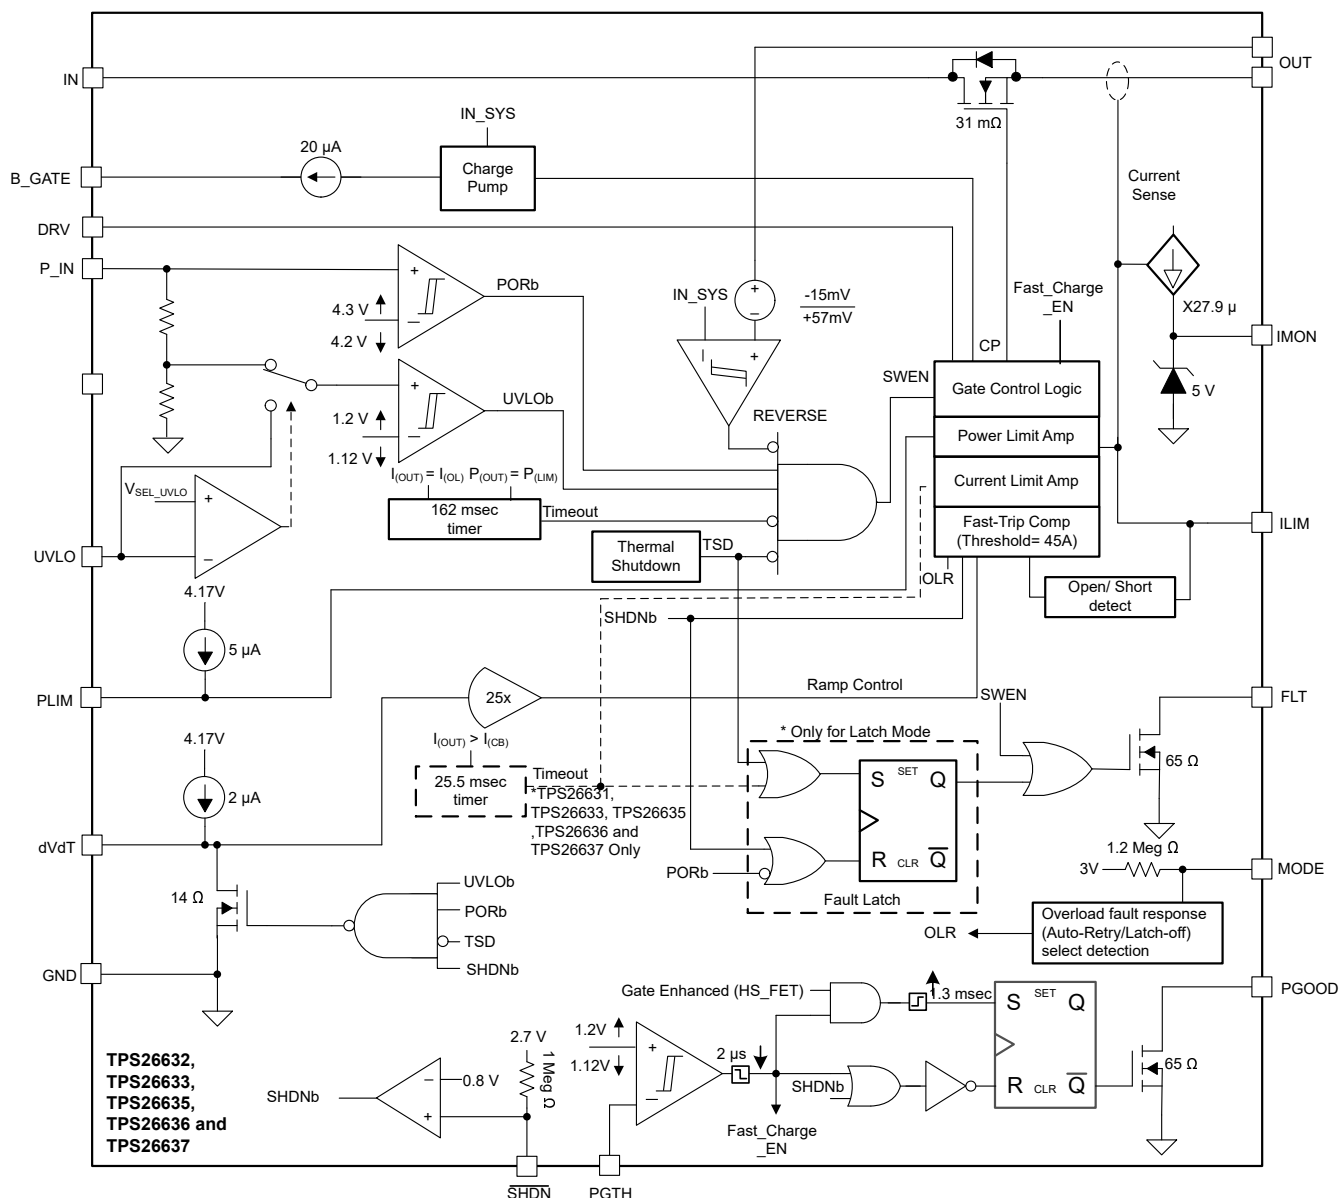 OUT
IN
31 mΩ
IN_SYS
20 µA
Charge
Pump
B_GATE
Current
Sense
DRV
P_IN
PORb
4.3 V
4.2 V
IN_SYS
-15mV
+57mV
Fast_Charge
_EN
X27.9 µ
IMON
CP
SWEN
Gate Control Logic
5 V
UVLOb
1.2 V
1.12 V
REVERSE
Power Limit Amp
I(OUT) = I(OL) P(OUT) = P(LIM)
Current Limit Amp
VSEL_UVLO
162 msec
timer
Timeout
Fast-Trip Comp
(Threshold= 45A)
ILIM
UVLO
Thermal
Shutdown
TSD
OLR
Open/ Short
detect
4.17V
SHDNb
5 µA
PLIM
25x
Ramp Control
SWEN
FLT
4.17V
I(OUT) > I(CB)
* Only for Latch Mode
65 Ω
25.5 msec
timer
Timeout
*TPS26631,
TPS26633, TPS26635
,TPS26636 and
TPS26637 Only
S SET Q
2 µA
dVdT
R CLR Q
PORb
Fault Latch
1.2 Meg Ω
3V
MODE
14 Ω
UVLOb
PORb
TSD
SHDNb
OLR
Overload fault response
(Auto-Retry/Latch-off)
select detection
GND
Gate Enhanced (HS_FET)
1.3 msec
S SET Q
PGOOD
2.7 V
1 Meg Ω
1.2V
1.12V
2 µs
65 Ω
TPS26632,
TPS26633,
TPS26635,
TPS26636 and
TPS26637
SHDNb
0.8 V
SHDNb
R CLR Q
Fast_Charge
_EN
SHDN
PGTH